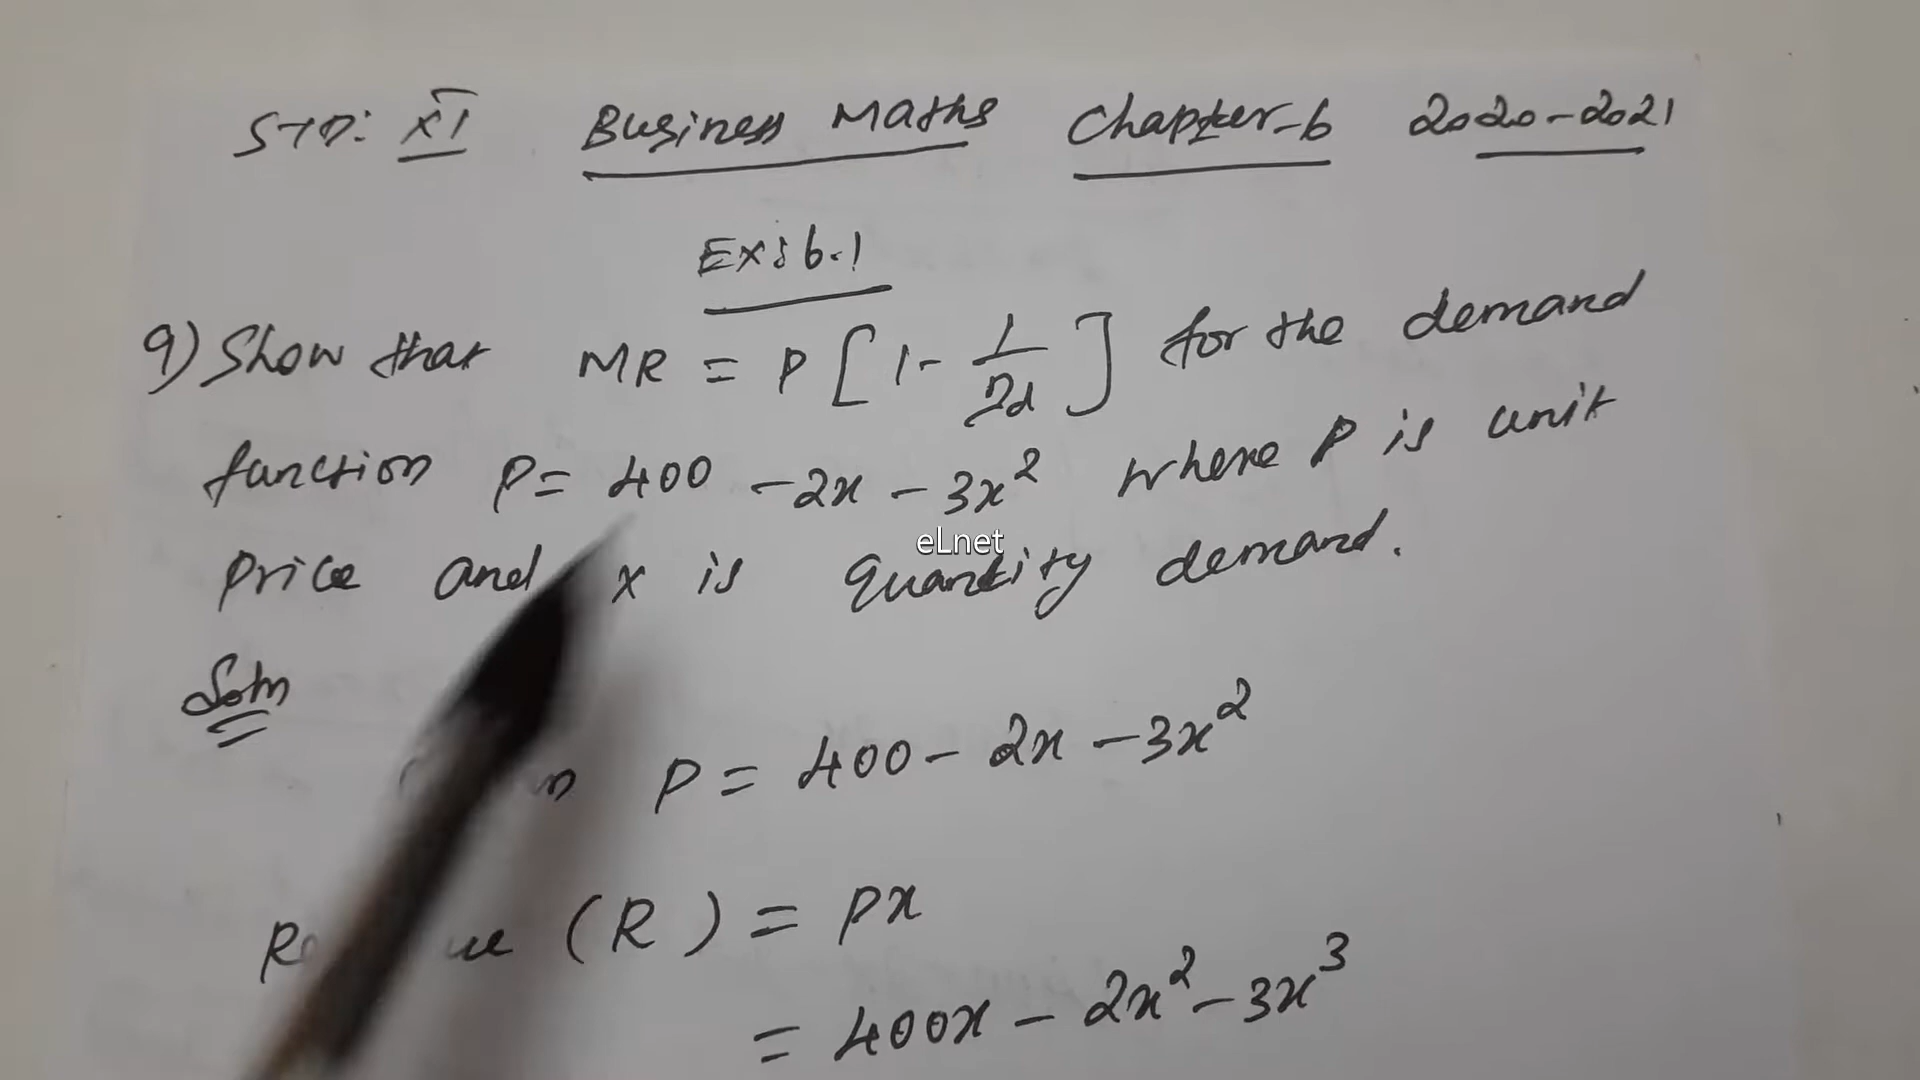 STD: XI Business Maths Chapter-6 2020-2021
Ex: 6.1
9) Show that MR = P [1 - 1/ηd] for the demand
function P = 400 - 2x - 3x² where P is unit
price and x is quantity demand.
eLnet
Soln
P = 400 - 2x - 3x²
(R) = Px
= 400x - 2x² - 3x³